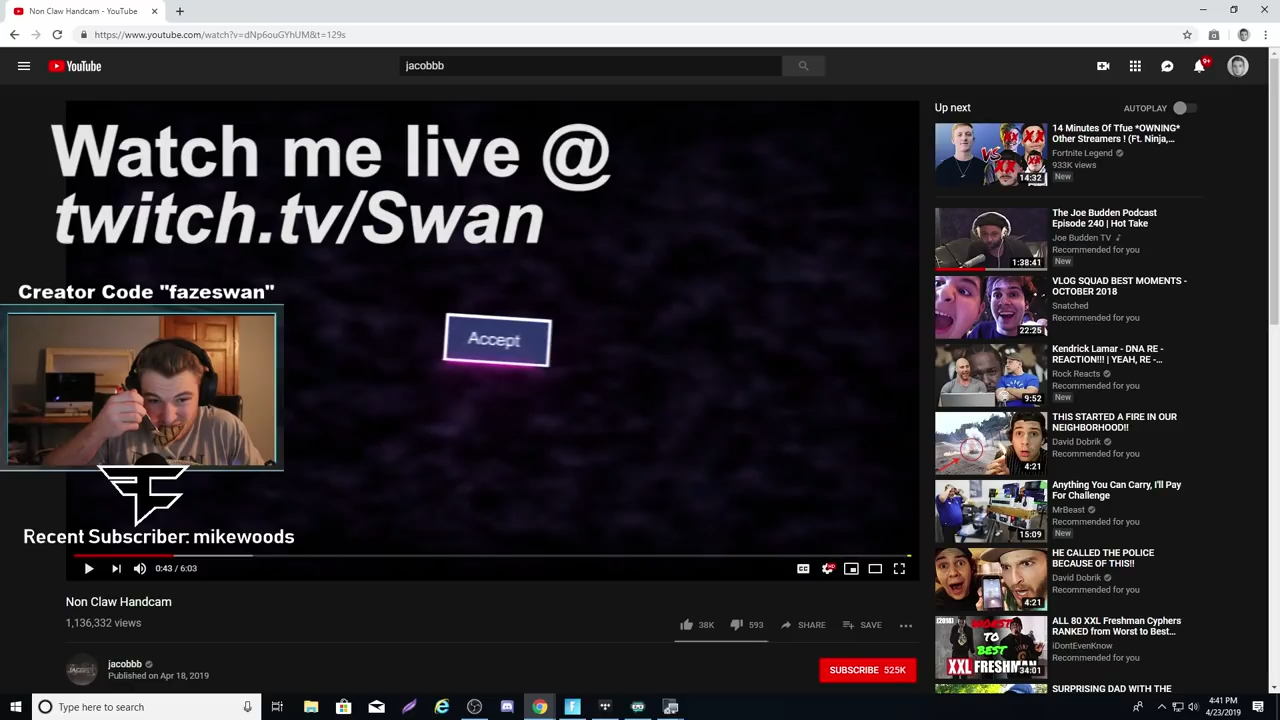 Non Claw Handcam - YouTube
https://www.youtube.com/watch?v=dNp6ouGYhUM&t=129s
YouTube
jacobbb
9+
Watch me live @
twitch.tv/Swan
Creator Code "fazeswan"
Accept
Recent Subscriber: mikewoods
0:43 / 6:03
Non Claw Handcam
1,136,332 views
38K
593
SHARE
SAVE
jacobbb
Published on Apr 18, 2019
SUBSCRIBE 525K
Up next
AUTOPLAY
14 Minutes Of Tfue *OWNING*
Other Streamers ! (Ft. Ninja,...
Fortnite Legend
933K views
New
VS
14:32
The Joe Budden Podcast
Episode 240 | Hot Take
Joe Budden TV
Recommended for you
New
1:38:41
VLOG SQUAD BEST MOMENTS -
OCTOBER 2018
Snatched
Recommended for you
22:25
Kendrick Lamar - DNA RE -
REACTION!!! | YEAH, RE -...
Rock Reacts
Recommended for you
New
9:52
THIS STARTED A FIRE IN OUR
NEIGHBORHOOD!!
David Dobrik
Recommended for you
4:21
Anything You Can Carry, I'll Pay
For Challenge
MrBeast
Recommended for you
New
15:09
HE CALLED THE POLICE
BECAUSE OF THIS!!
David Dobrik
Recommended for you
4:21
ALL 80 XXL Freshman Cyphers
RANKED from Worst to Best...
iDontEvenKnow
Recommended for you
WORST
TO
BEST
XXL FRESHMAN
34:01
SURPRISING DAD WITH THE
Type here to search
4:41 PM
4/23/2019